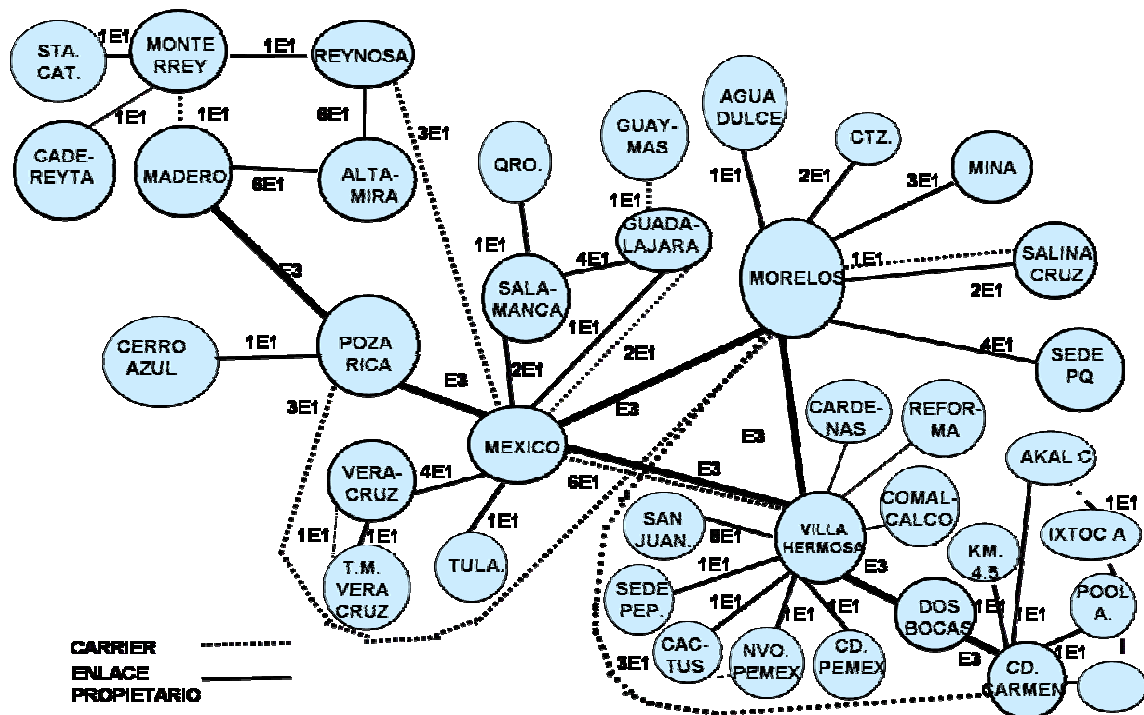 1E1
STA.
CAT.
MONTE
RREY
1E1
REYNOSA
1E1
1E1
6E1
3E1
CADE-
REYTA
MADERO
6E1
ALTA-
MIRA
QRO.
GUAY-
MAS
AGUA
DULCE
CTZ.
MINA
1E1
2E1
3E1
1E1
GUADA-
LAJARA
1E1
4E1
SALA-
MANCA
E3
MORELOS
1E1
SALINA
CRUZ
2E1
CERRO
AZUL
1E1
POZA
RICA
1E1
2E1
2E1
4E1
SEDE
PQ
3E1
E3
E3
MEXICO
E3
CARDE-
NAS
REFOR-
MA
VERA-
CRUZ
4E1
6E1
E3
AKAL C
1E1
1E1
T.M.
VERA
CRUZ
1E1
TULA.
SAN
JUAN.
6E1
VILLA
HERMOSA
COMAL-
CALCO
KM.
4.5
1E1
IXTOC A
SEDE
PEP.
1E1
E3
1E1
1E1
1E1
DOS
BOCAS
1E1
1E1
POOL
A.
CAC-
TUS
3E1
NVO.
PEMEX
CD.
PEMEX
E3
1E1
CD.
CARMEN
CARRIER
ENLACE
PROPIETARIO